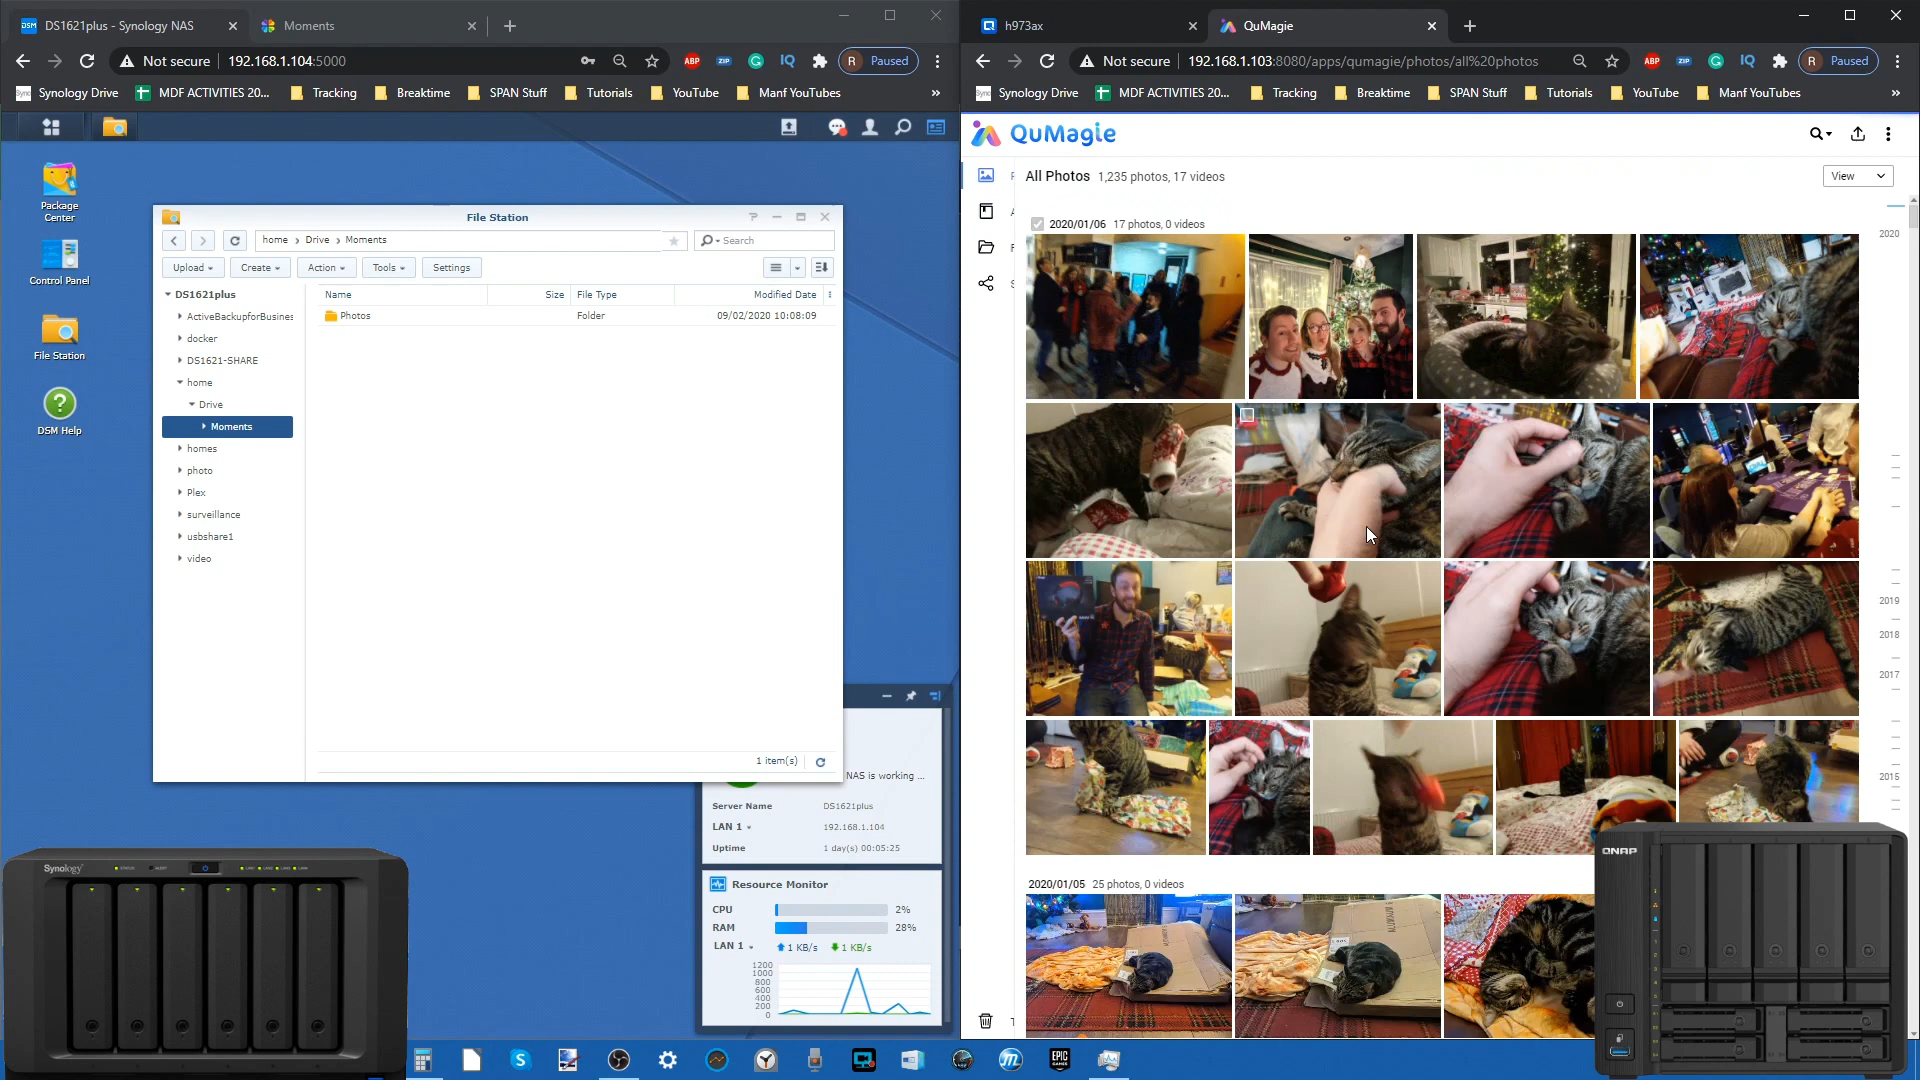 DS1621plus - Synology NAS
Moments
Not secure 192.168.1.104:5000
ABP
ZIP
IQ
R Paused
Synology Drive
MDF ACTIVITIES 20...
Tracking
Breaktime
SPAN Stuff
Tutorials
YouTube
Manf YouTubes
»
Package
Center
Control Panel
File Station
DSM Help
File Station
home › Drive › Moments
Search
Upload
Create
Action
Tools
Settings
DS1621plus
ActiveBackupforBusines
docker
DS1621-SHARE
home
Drive
Moments
homes
photo
Plex
surveillance
usbshare1
video
Name Size File Type Modified Date
Photos Folder 09/02/2020 10:08:09
1 item(s)
NAS is working ...
Server Name DS1621plus
LAN 1 192.168.1.104
Uptime 1 day(s) 00:05:25
Resource Monitor
CPU 2%
RAM 28%
LAN 1 1 KB/s 1 KB/s
1200
1000
800
600
400
200
0
Synology
h973ax
QuMagie
Not secure 192.168.1.103:8080/apps/qumagie/photos/all%20photos
ABP
ZIP
IQ
R Paused
Synology Drive
MDF ACTIVITIES 20...
Tracking
Breaktime
SPAN Stuff
Tutorials
YouTube
Manf YouTubes
»
QuMagie
All Photos 1,235 photos, 17 videos
View
2020/01/06 17 photos, 0 videos
2020
2019
2018
2017
2015
2020/01/05 25 photos, 0 videos
QNAP
EPIC
GAMES